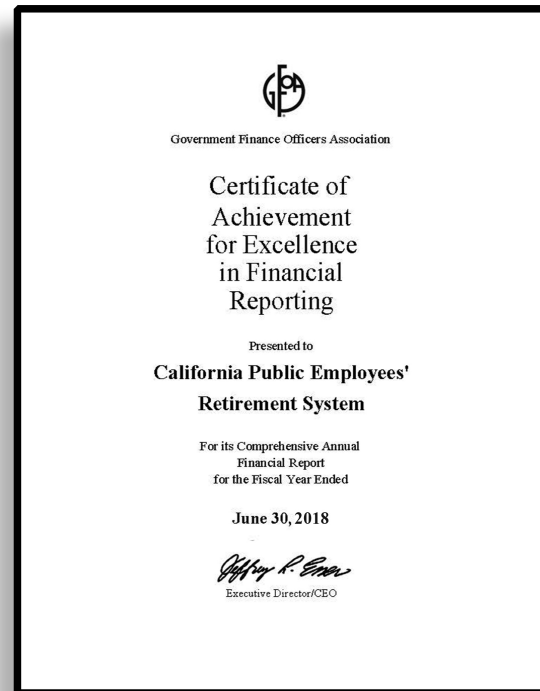 GFOA
Government Finance Officers Association
Certificate of
Achievement
for Excellence
in Financial
Reporting
Presented to
California Public Employees'
Retirement System
For its Comprehensive Annual
Financial Report
for the Fiscal Year Ended
June 30, 2018
Executive Director/CEO